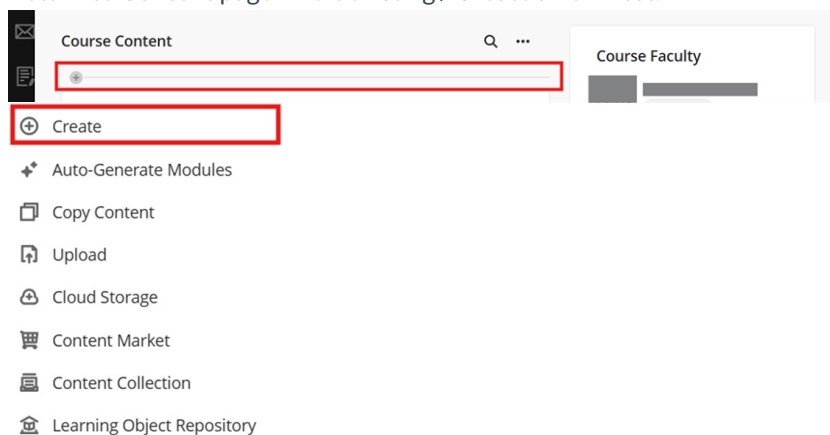 Course Content
Course Faculty
Create
Auto-Generate Modules
Copy Content
Upload
Cloud Storage
Content Market
Content Collection
Learning Object Repository